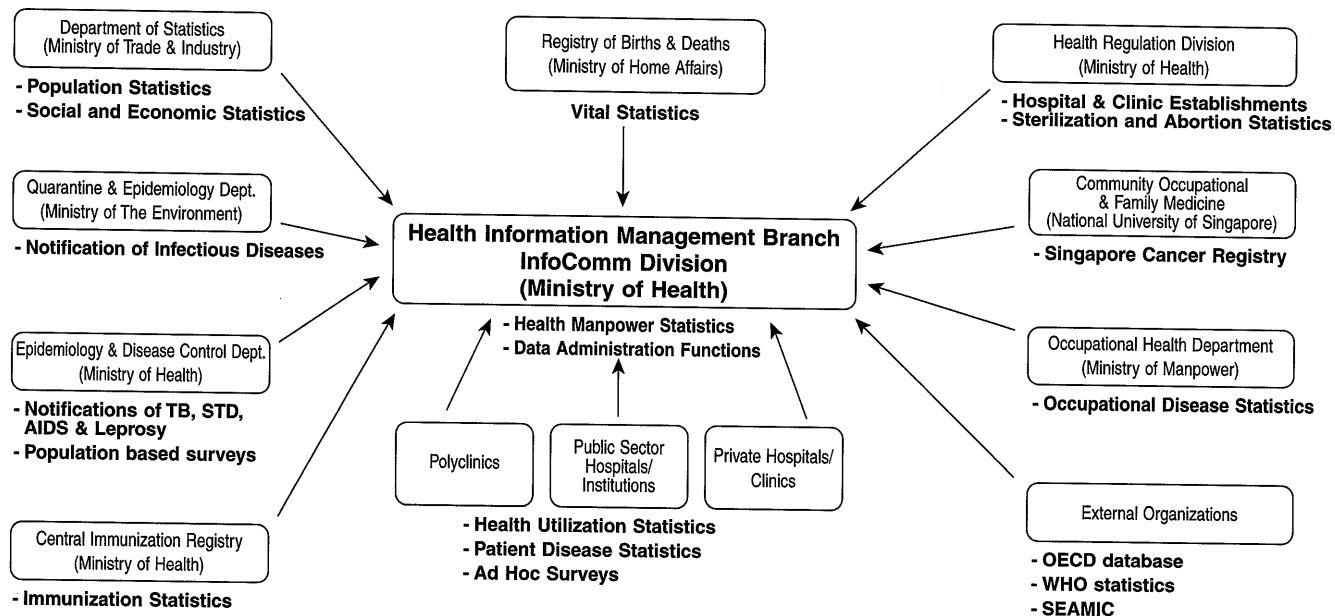 Department of Statistics
(Ministry of Trade & Industry)
- Population Statistics
- Social and Economic Statistics
Registry of Births & Deaths
(Ministry of Home Affairs)
Vital Statistics
Health Regulation Division
(Ministry of Health)
- Hospital & Clinic Establishments
- Sterilization and Abortion Statistics
Quarantine & Epidemiology Dept.
(Ministry of The Environment)
- Notification of Infectious Diseases
Health Information Management Branch
InfoComm Division
(Ministry of Health)
- Health Manpower Statistics
- Data Administration Functions
Community Occupational
& Family Medicine
(National University of Singapore)
- Singapore Cancer Registry
Epidemiology & Disease Control Dept.
(Ministry of Health)
- Notifications of TB, STD,
AIDS & Leprosy
- Population based surveys
Occupational Health Department
(Ministry of Manpower)
- Occupational Disease Statistics
Polyclinics
Public Sector
Hospitals/
Institutions
Private Hospitals/
Clinics
- Health Utilization Statistics
- Patient Disease Statistics
- Ad Hoc Surveys
Central Immunization Registry
(Ministry of Health)
- Immunization Statistics
External Organizations
- OECD database
- WHO statistics
- SEAMIC